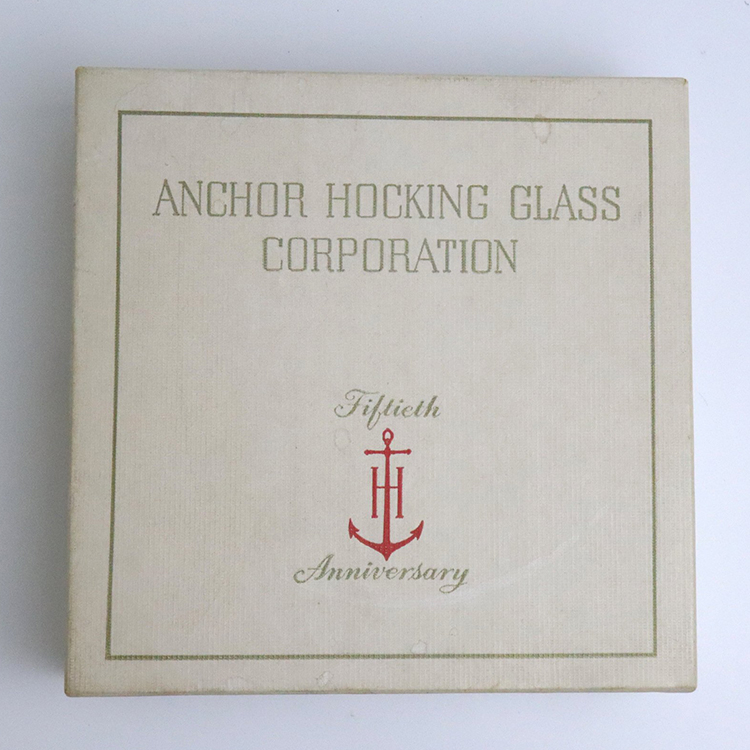 ANCHOR HOCKING GLASS
CORPORATION
Fiftieth
H
Anniversary